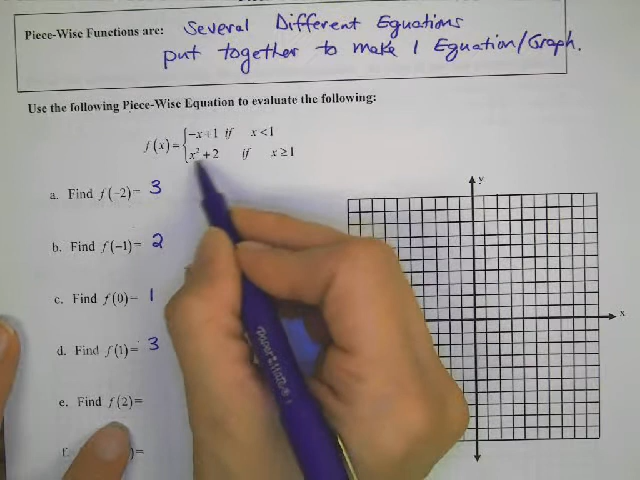 Piece-Wise Functions are: Several Different Equations
put together to make 1 Equation/Graph.
Use the following Piece-Wise Equation to evaluate the following:
f(x)= { -x+1 if x<1
x²+2 if x≥1
a. Find f(-2)= 3
b. Find f(-1)= 2
c. Find f(0)= 1
d. Find f(1)= 3
e. Find f(2)=
f. )=
y
x
Paper Mate